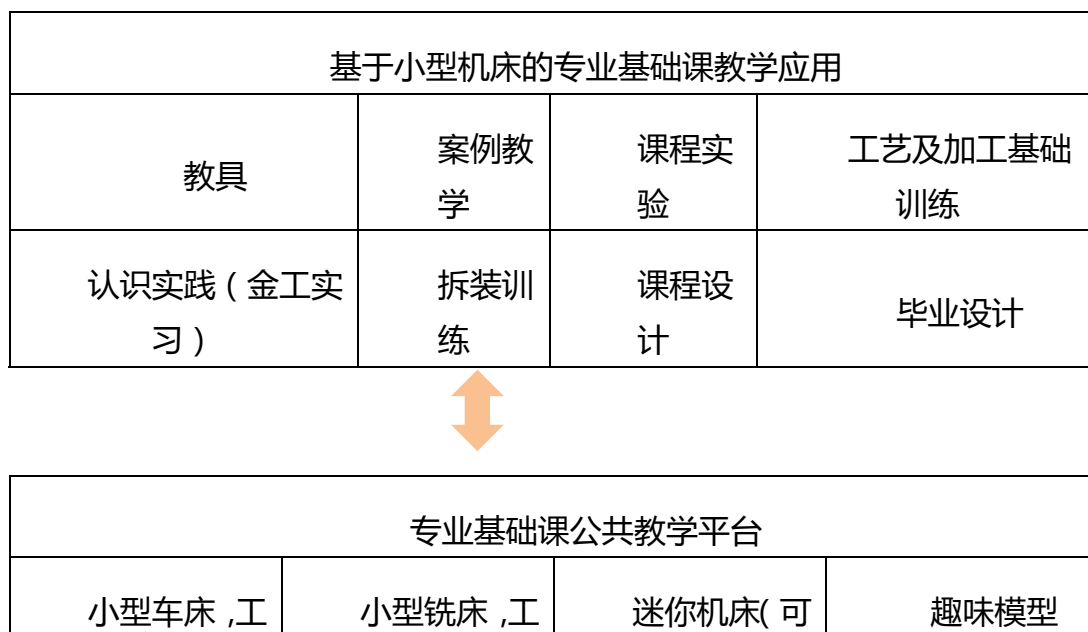 基于小型机床的专业基础课教学应用
教具
案例教
学
课程实
验
工艺及加工基础
训练
认识实践（金工实
习）
拆装训
练
课程设
计
毕业设计
专业基础课公共教学平台
小型车床,工
小型铣床,工
迷你机床(可
趣味模型